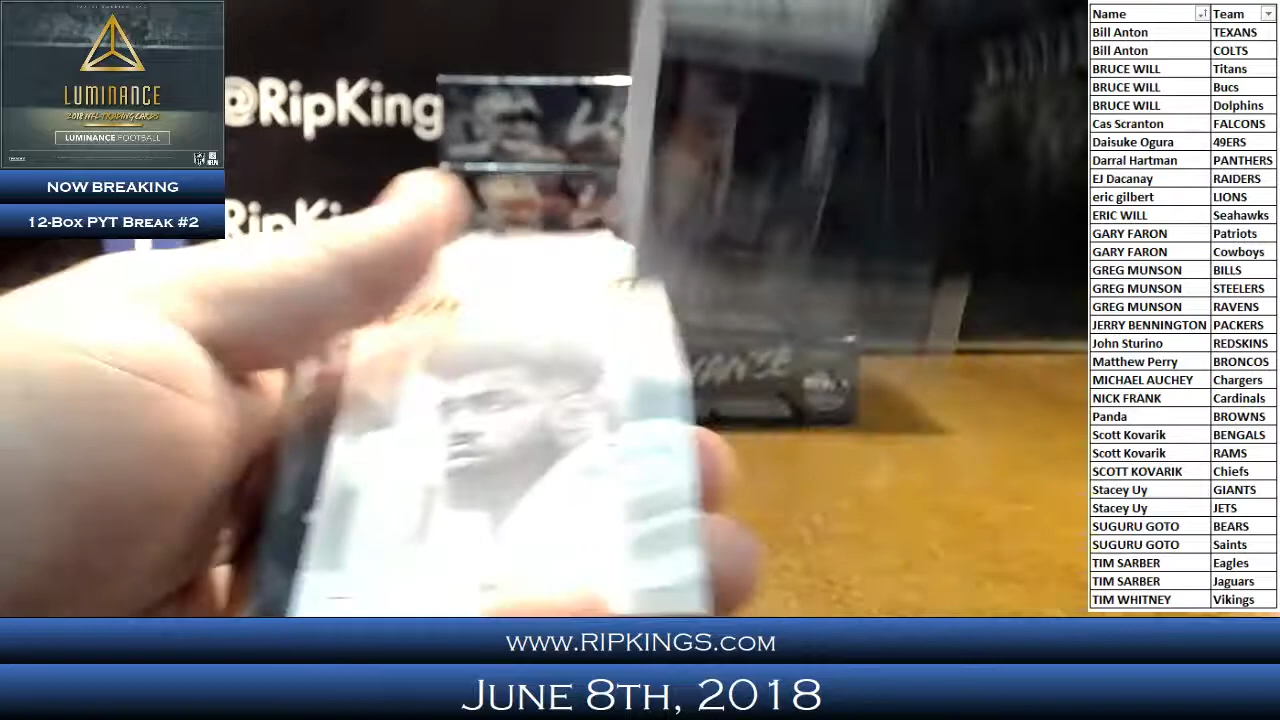 LUMINANCE
2018 NFL TRADING CARDS
LUMINANCE FOOTBALL
NOW BREAKING
12-Box PYT Break #2
@RipKing
RipKin
Name Team
Bill Anton TEXANS
Bill Anton COLTS
BRUCE WILL Titans
BRUCE WILL Bucs
BRUCE WILL Dolphins
Cas Scranton FALCONS
Daisuke Ogura 49ERS
Darral Hartman PANTHERS
EJ Dacanay RAIDERS
eric gilbert LIONS
ERIC WILL Seahawks
GARY FARON Patriots
GARY FARON Cowboys
GREG MUNSON BILLS
GREG MUNSON STEELERS
GREG MUNSON RAVENS
JERRY BENNINGTON PACKERS
John Sturino REDSKINS
Matthew Perry BRONCOS
MICHAEL AUCHEY Chargers
NICK FRANK Cardinals
Panda BROWNS
Scott Kovarik BENGALS
Scott Kovarik RAMS
SCOTT KOVARIK Chiefs
Stacey Uy GIANTS
Stacey Uy JETS
SUGURU GOTO BEARS
SUGURU GOTO Saints
TIM SARBER Eagles
TIM SARBER Jaguars
TIM WHITNEY Vikings
www.RIPKINGS.com
June 8th, 2018